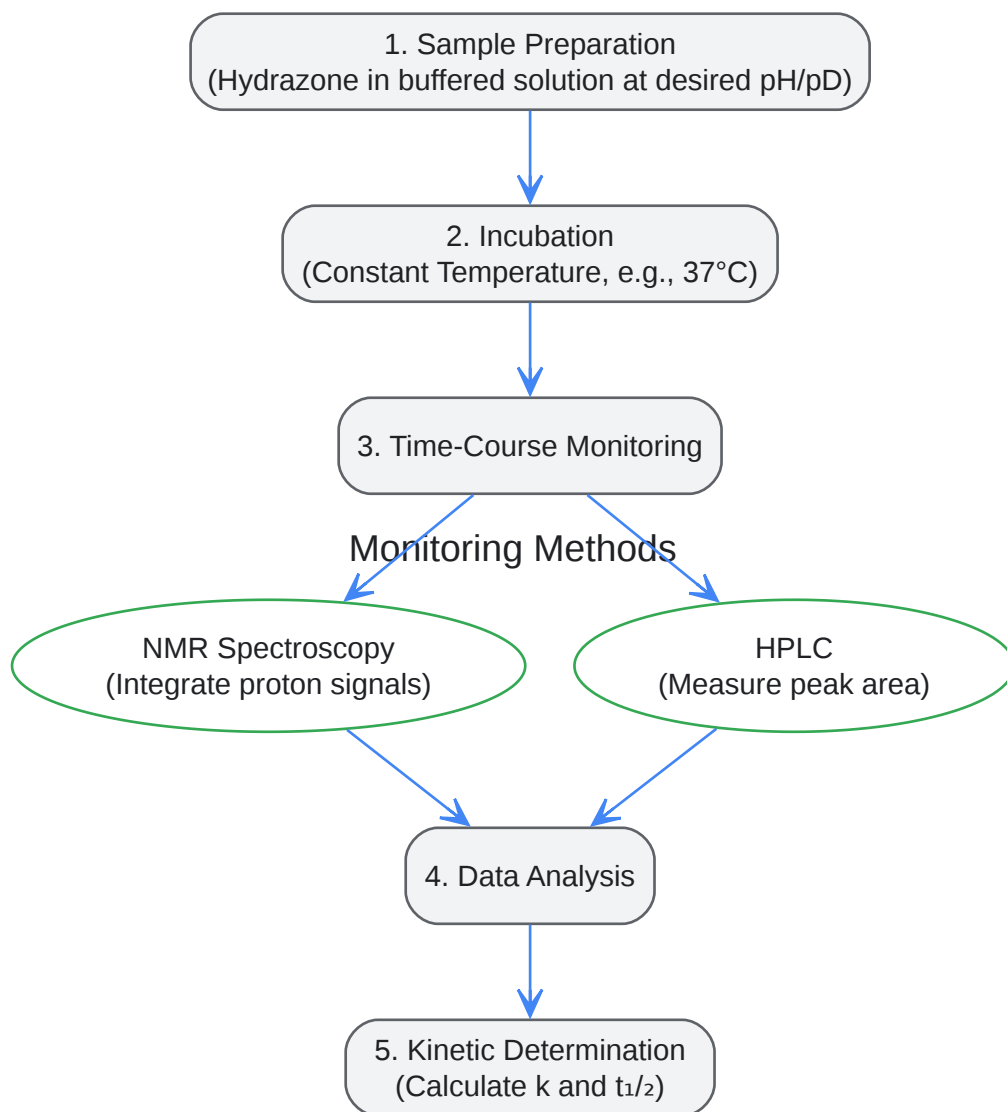 1. Sample Preparation
(Hydrazone in buffered solution at desired pH/pD)
2. Incubation
(Constant Temperature, e.g., 37°C)
3. Time-Course Monitoring
Monitoring Methods
NMR Spectroscopy
(Integrate proton signals)
HPLC
(Measure peak area)
4. Data Analysis
5. Kinetic Determination
(Calculate k and t₁/₂)